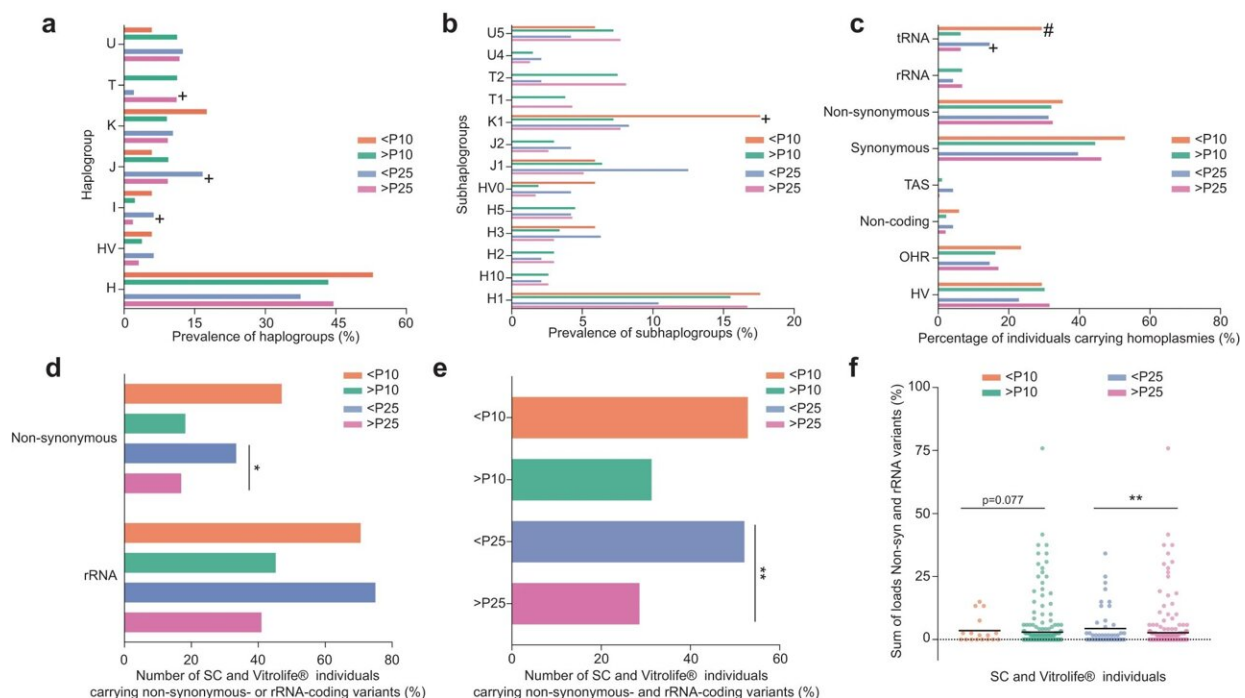 a
Haplogroup
U
T
K
J
I
HV
H
+
+
+
<P10
>P10
<P25
>P25
0
15
30
45
60
Prevalence of haplogroups (%)
b
Subhaplogroups
U5
U4
T2
T1
K1
J2
J1
HV0
H5
H3
H2
H10
H1
+
<P10
>P10
<P25
>P25
0
5
10
15
20
Prevalence of subhaplogroups (%)
c
tRNA
rRNA
Non-synonymous
Synonymous
TAS
Non-coding
OHR
HV
#
+
<P10
>P10
<P25
>P25
0
20
40
60
80
Percentage of individuals carrying homoplasmies (%)
d
Non-synonymous
rRNA
*
<P10
>P10
<P25
>P25
0
20
40
60
80
Number of SC and Vitrolife® individuals
carrying non-synonymous- or rRNA-coding variants (%)
e
<P10
>P10
<P25
>P25
**
<P10
>P10
<P25
>P25
0
20
40
60
Number of SC and Vitrolife® individuals
carrying non-synonymous- and rRNA-coding variants (%)
f
<P10
>P10
<P25
>P25
Sum of loads Non-syn and rRNA variants (%)
100
75
50
25
0
p=0.077
**
SC and Vitrolife® individuals